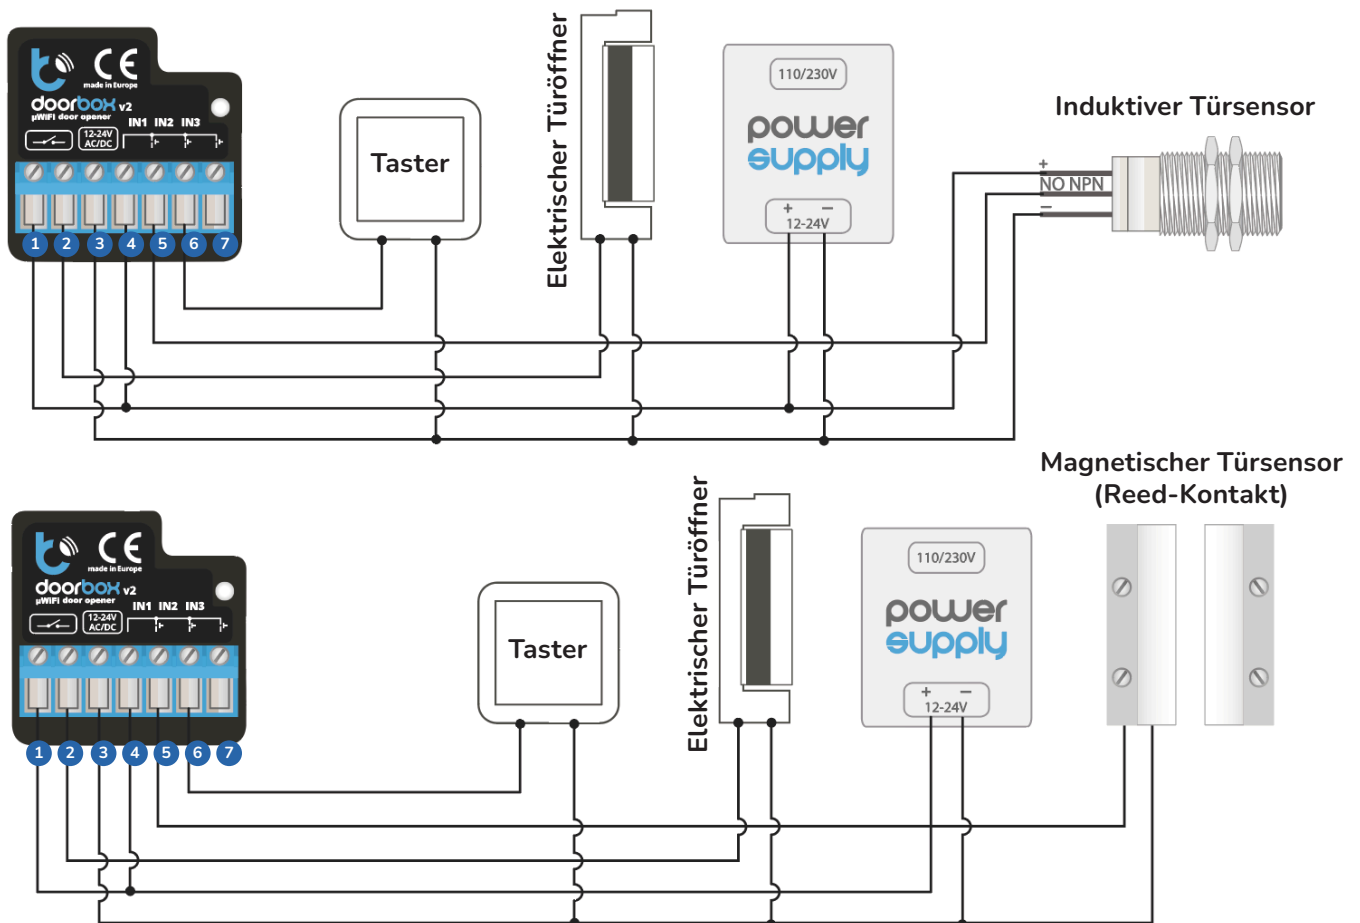 CE
made in Europe
doorbox v2
µWiFi door opener
IN1 IN2 IN3
12-24V
AC/DC
1 2 3 4 5 6 7
Taster
Elektrischer Türöffner
110/230V
power
supply
+ −
12-24V
Induktiver Türsensor
+
NO NPN
−
CE
made in Europe
doorbox v2
µWiFi door opener
IN1 IN2 IN3
12-24V
AC/DC
1 2 3 4 5 6 7
Taster
Elektrischer Türöffner
110/230V
power
supply
+ −
12-24V
Magnetischer Türsensor
(Reed-Kontakt)